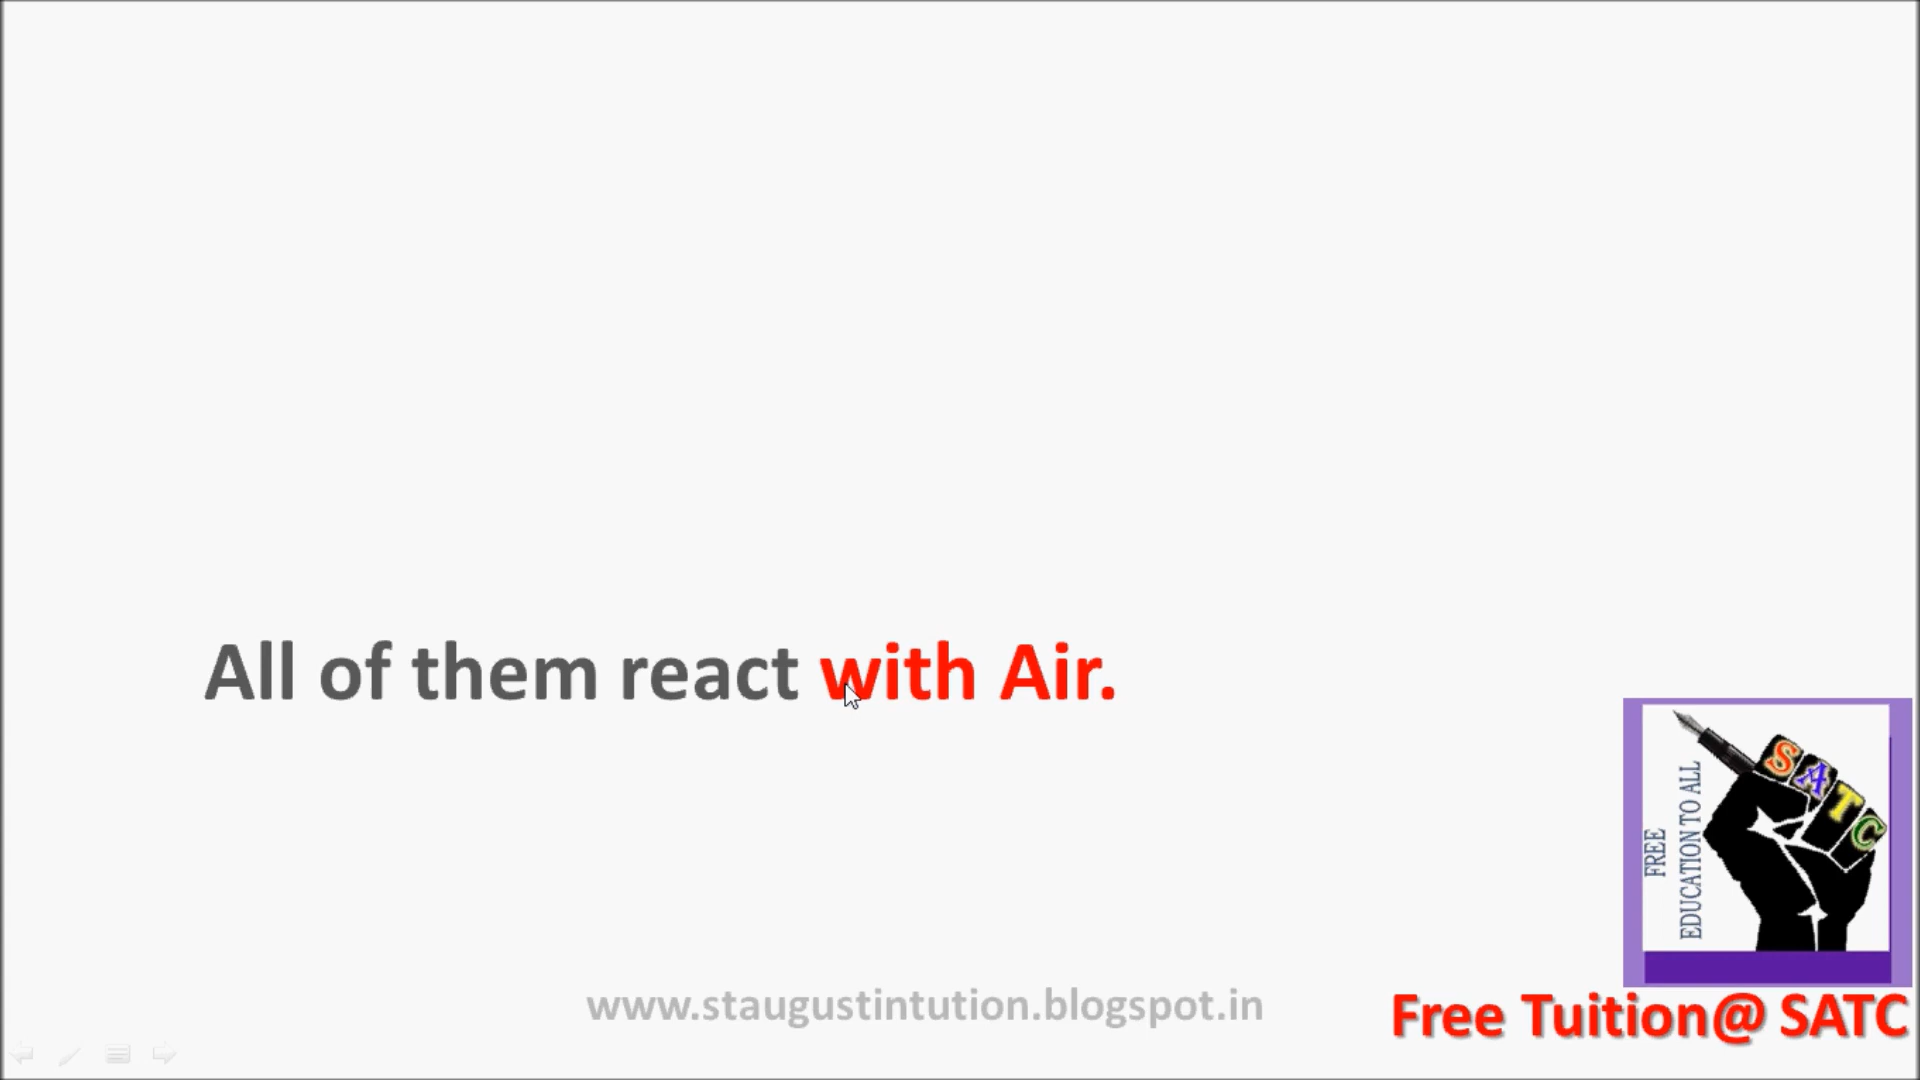 All of them react with Air.
FREE
EDUCATION TO ALL
SATC
www.staugustintution.blogspot.in
Free Tuition@ SATC